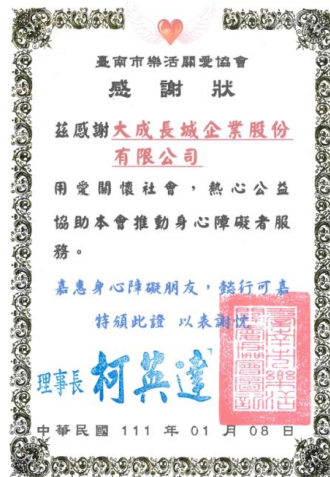 臺南市樂活關愛協會
感謝狀
茲感謝大成長城企業股份
有限公司
用愛關懷社會，熱心公益
協助本會推動身心障礙者服
務。
嘉惠身心障礙朋友，懿行可嘉
特頒此證 以表謝忱
理事長 柯英達
中華民國 111 年 01 月 08 日